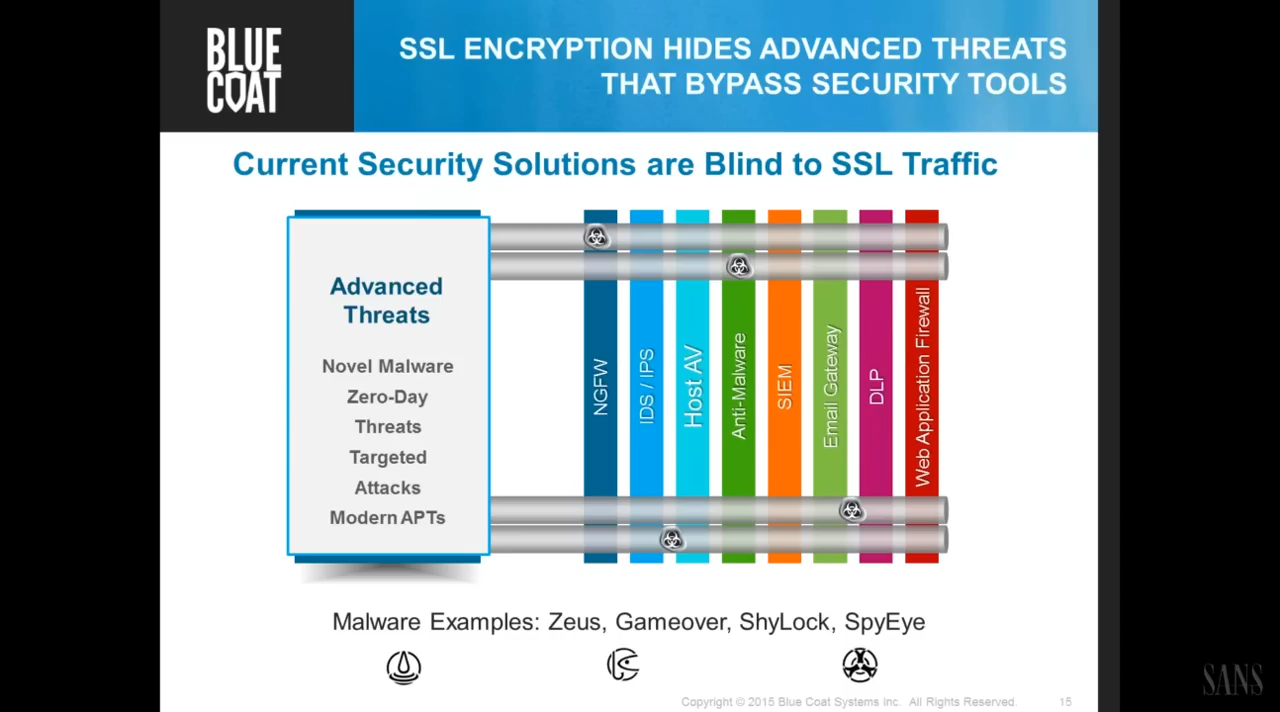 BLUE
COAT
SSL ENCRYPTION HIDES ADVANCED THREATS
THAT BYPASS SECURITY TOOLS
Current Security Solutions are Blind to SSL Traffic
Advanced
Threats
Novel Malware
Zero-Day
Threats
Targeted
Attacks
Modern APTs
NGFW
IDS / IPS
Host AV
Anti-Malware
SIEM
Email Gateway
DLP
Web Application Firewall
Malware Examples: Zeus, Gameover, ShyLock, SpyEye
Copyright © 2015 Blue Coat Systems Inc. All Rights Reserved.
15
SANS